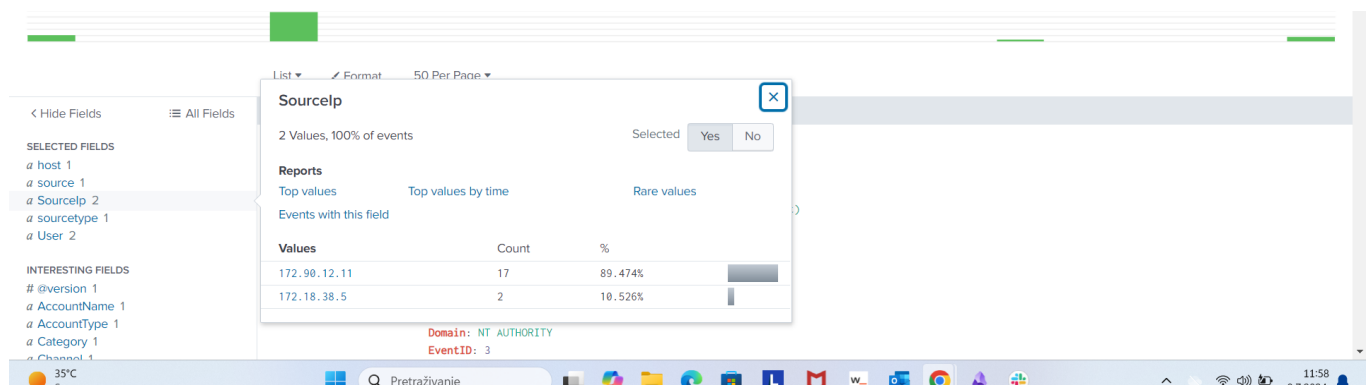 List Format 50 Per Page
Hide Fields All Fields
SELECTED FIELDS
a host 1
a source 1
a SourceIp 2
a sourcetype 1
a User 2
INTERESTING FIELDS
# @version 1
a AccountName 1
a AccountType 1
a Category 1
a Channel 1
SourceIp
2 Values, 100% of events Selected Yes No
Reports
Top values Top values by time Rare values
Events with this field
Values Count %
172.90.12.11 17 89.474%
172.18.38.5 2 10.526%
Domain: NT AUTHORITY
EventID: 3
35°C
Pretraživanje
11:58